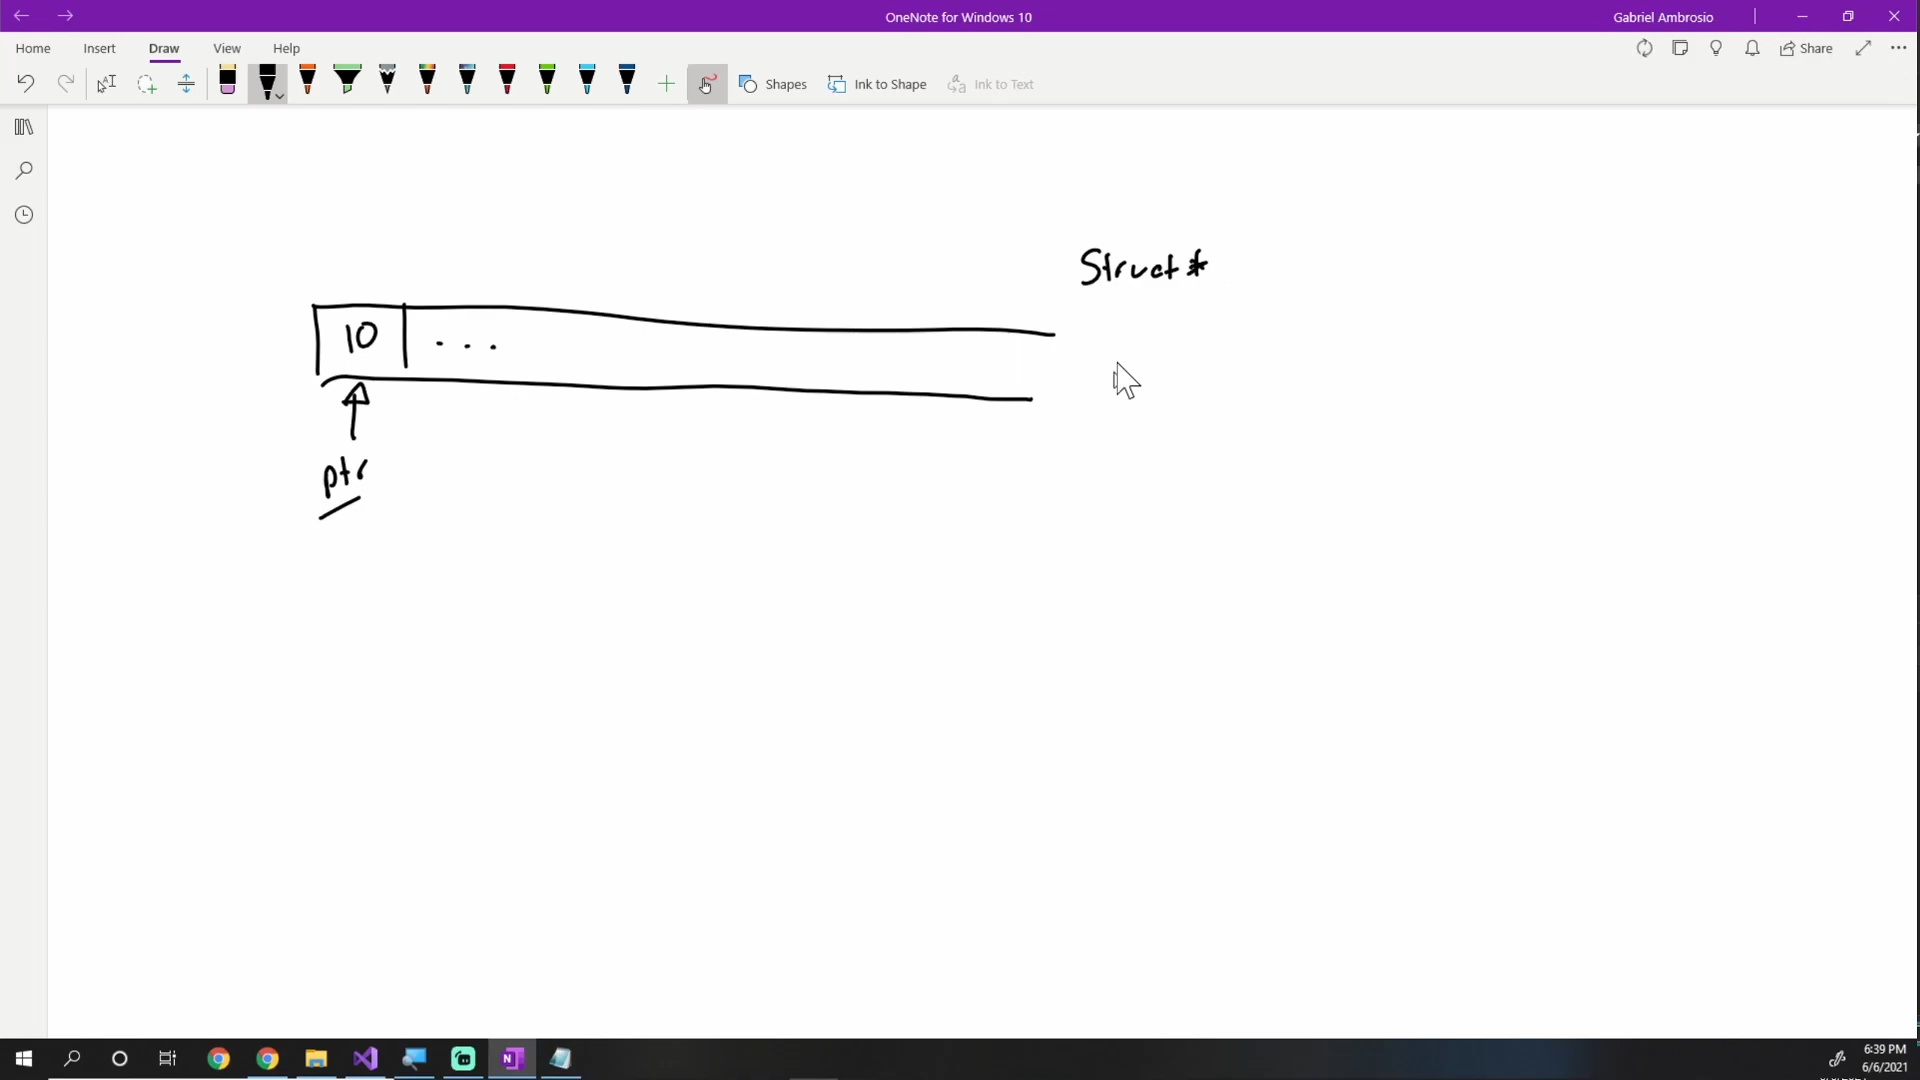 OneNote for Windows 10
Gabriel Ambrosio
Home Insert Draw View Help
Share
Shapes Ink to Shape Ink to Text
Struct *
10 ...
ptr
6:39 PM
6/6/2021